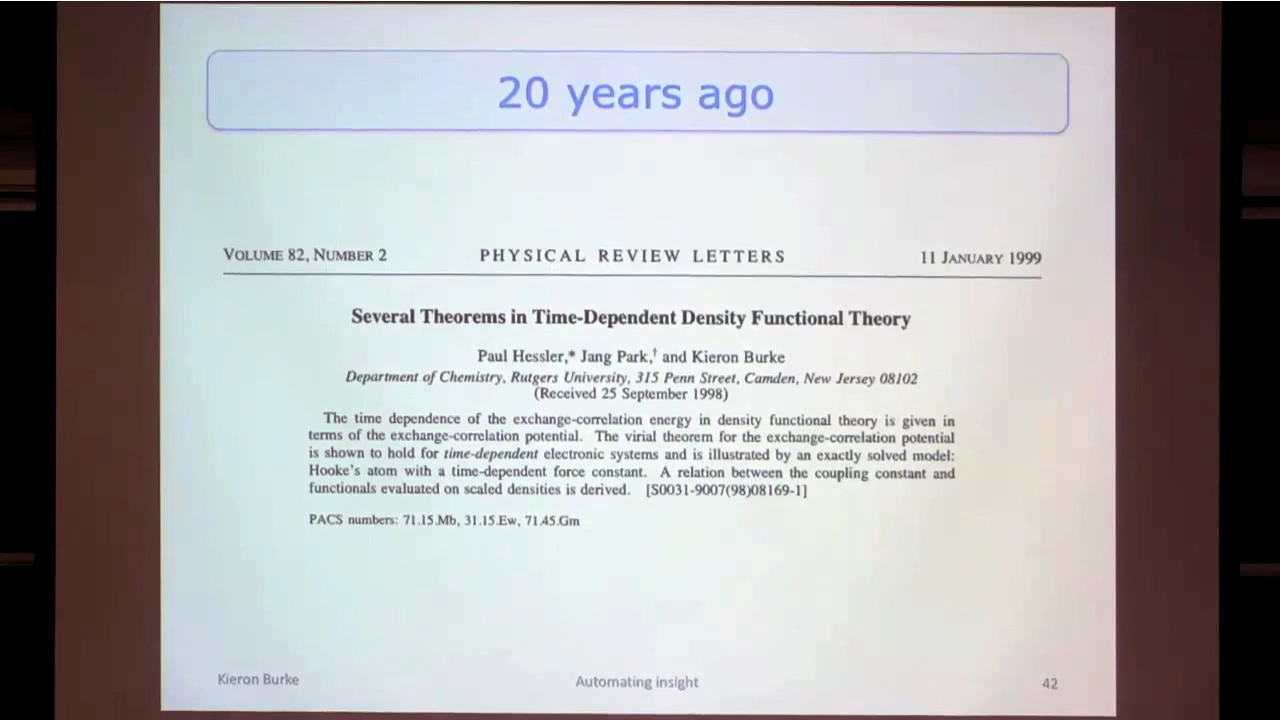 20 years ago
VOLUME 82, NUMBER 2 PHYSICAL REVIEW LETTERS 11 JANUARY 1999
Several Theorems in Time-Dependent Density Functional Theory
Paul Hessler,* Jang Park,† and Kieron Burke
Department of Chemistry, Rutgers University, 315 Penn Street, Camden, New Jersey 08102
(Received 25 September 1998)
The time dependence of the exchange-correlation energy in density functional theory is given in
terms of the exchange-correlation potential. The virial theorem for the exchange-correlation potential
is shown to hold for time-dependent electronic systems and is illustrated by an exactly solved model:
Hooke's atom with a time-dependent force constant. A relation between the coupling constant and
functionals evaluated on scaled densities is derived. [S0031-9007(98)08169-1]
PACS numbers: 71.15.Mb, 31.15.Ew, 71.45.Gm
Kieron Burke Automating insight 42